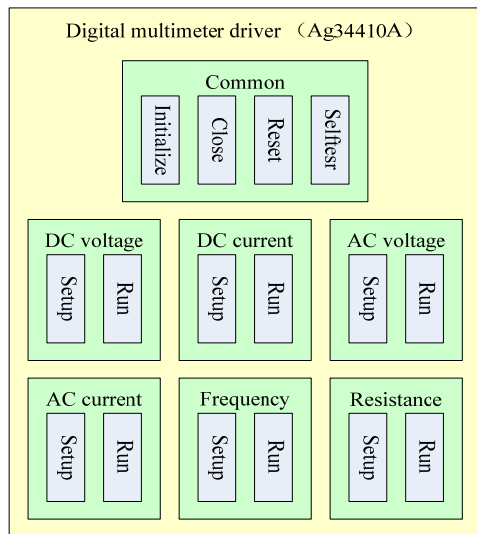 Digital multimeter driver （Ag34410A）
Common
Initialize
Close
Reset
Selftesr
DC voltage
Setup
Run
DC current
Setup
Run
AC voltage
Setup
Run
AC current
Setup
Run
Frequency
Setup
Run
Resistance
Setup
Run